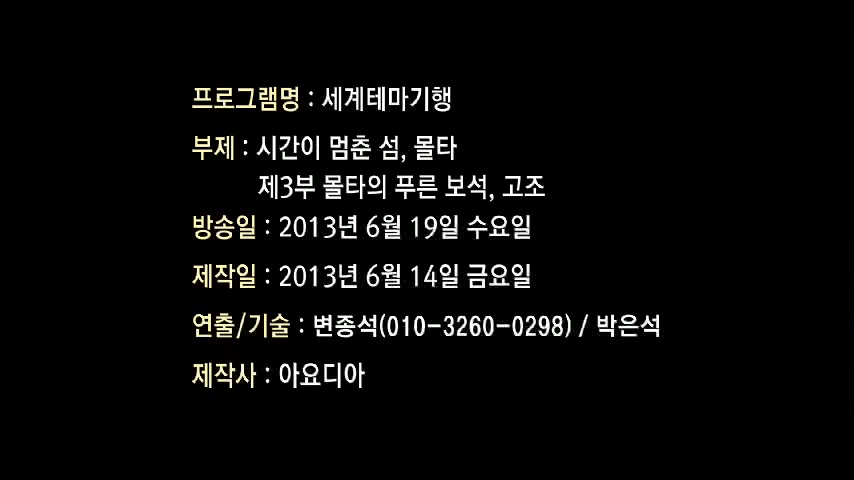 프로그램명 : 세계테마기행
부제 : 시간이 멈춘 섬, 몰타
제3부 몰타의 푸른 보석, 고조
방송일 : 2013년 6월 19일 수요일
제작일 : 2013년 6월 14일 금요일
연출/기술 : 변종석(010-3260-0298) / 박은석
제작사 : 아요디아